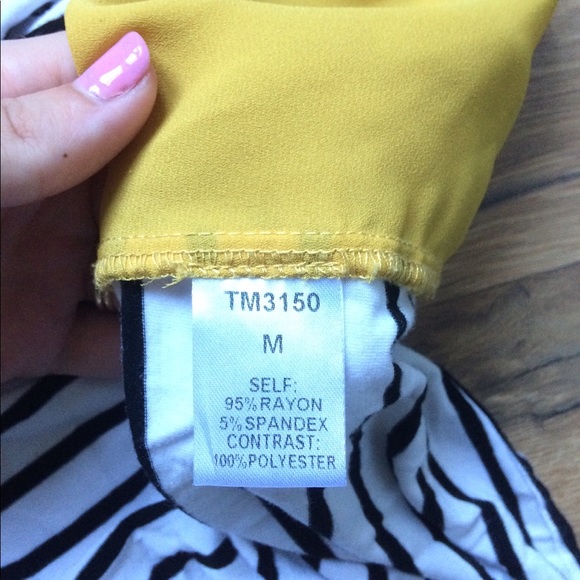 TM3150
M
SELF:
95%RAYON
5%SPANDEX
CONTRAST:
100%POLYESTER